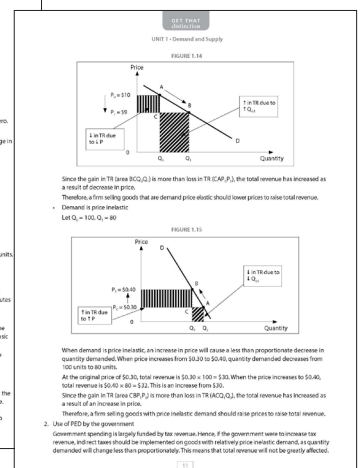 GET THAT
distinction
UNIT 1 • Demand and Supply
FIGURE 1.14
Price
A
P₀ = $10
B
P₁ = $9
C
↑ in TR due to
↑ Qdd
↓ in TR due
to ↓ P
D
0
Q₀
Q₁
Quantity
Since the gain in TR (area BCQ₀Q₁) is more than loss in TR (CAP₀P₁), the total revenue has increased as
a result of decrease in price.
Therefore, a firm selling goods that are demand price elastic should lower prices to raise total revenue.
• Demand is price inelastic
Let Q₀ = 100, Q₁ = 80
FIGURE 1.15
Price
D
P₁ = $0.40
B
↓ in TR due to
↓ Qdd
A
P₀ = $0.30
C
↑ in TR due
to ↑ P
0
Q₁
Q₀
Quantity
When demand is price inelastic, an increase in price will cause a less than proportionate decrease in
quantity demanded. When price increases from $0.30 to $0.40, quantity demanded decreases from
100 units to 80 units.
At the original price of $0.30, total revenue is $0.30 × 100 = $30. When the price increases to $0.40,
total revenue is $0.40 × 80 = $32. This is an increase from $30.
Since the gain in TR (area CBP₁P₀) is more than loss in TR (ACQ₁Q₀), the total revenue has increased as
a result of an increase in price.
Therefore, a firm selling goods with price inelastic demand should raise prices to raise total revenue.
2. Use of PED by the government
Government spending is largely funded by tax revenue. Hence, if the government were to increase tax
revenue, indirect taxes should be implemented on goods with relatively price inelastic demand, as quantity
demanded will change less than proportionately. This means that total revenue will not be greatly affected.
11